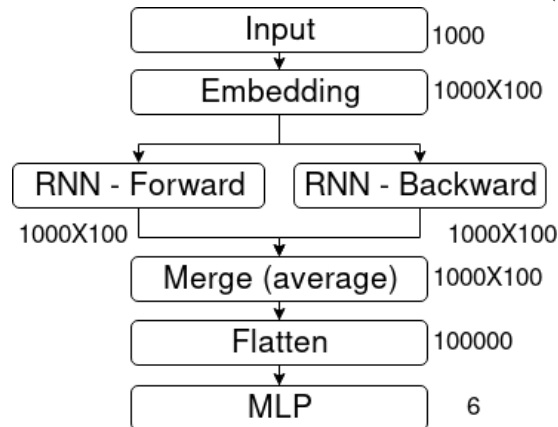 Input 1000
Embedding 1000X100
RNN - Forward RNN - Backward
1000X100 1000X100
Merge (average) 1000X100
Flatten 100000
MLP 6